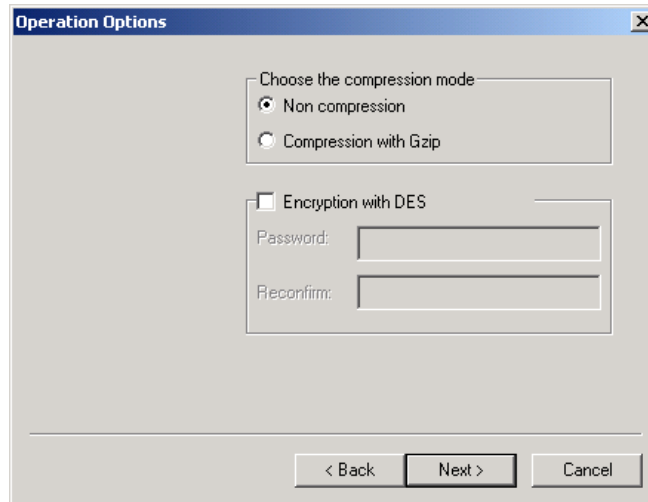 Operation Options
Choose the compression mode
Non compression
Compression with Gzip
Encryption with DES
Password:
Reconfirm:
< Back Next > Cancel